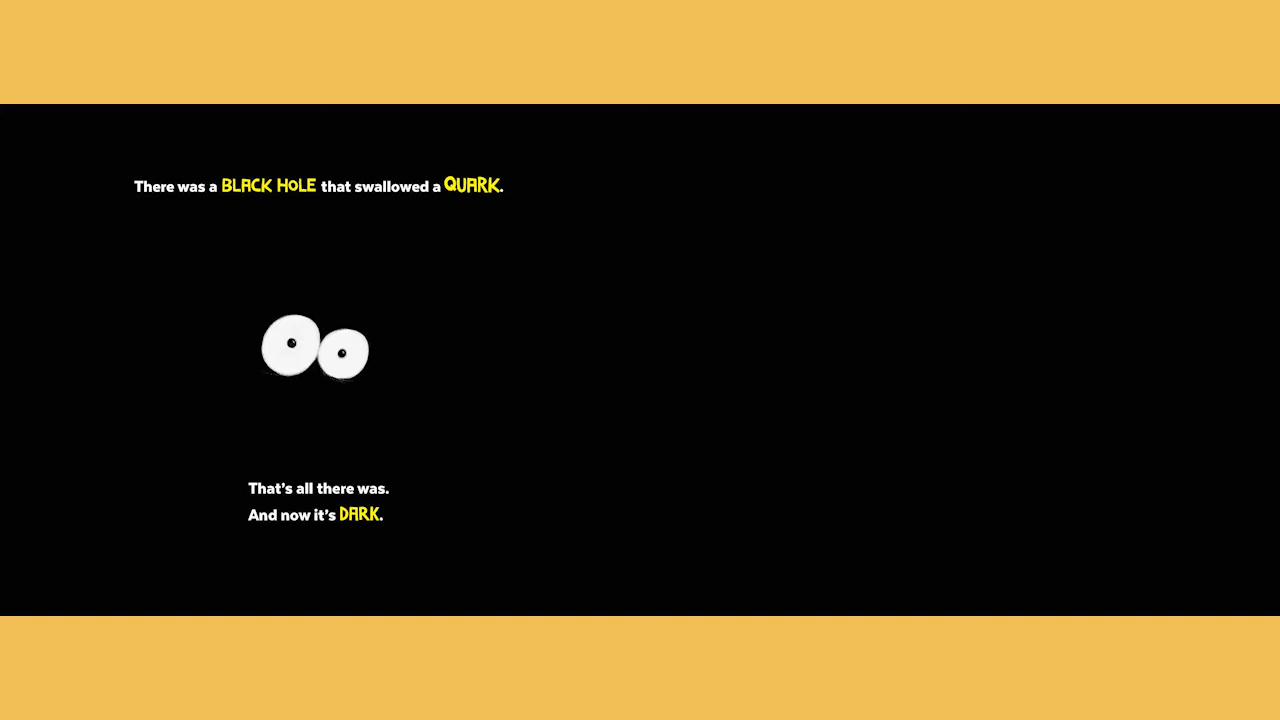 There was a BLACK HOLE that swallowed a QUARK.
That’s all there was.
And now it’s DARK.